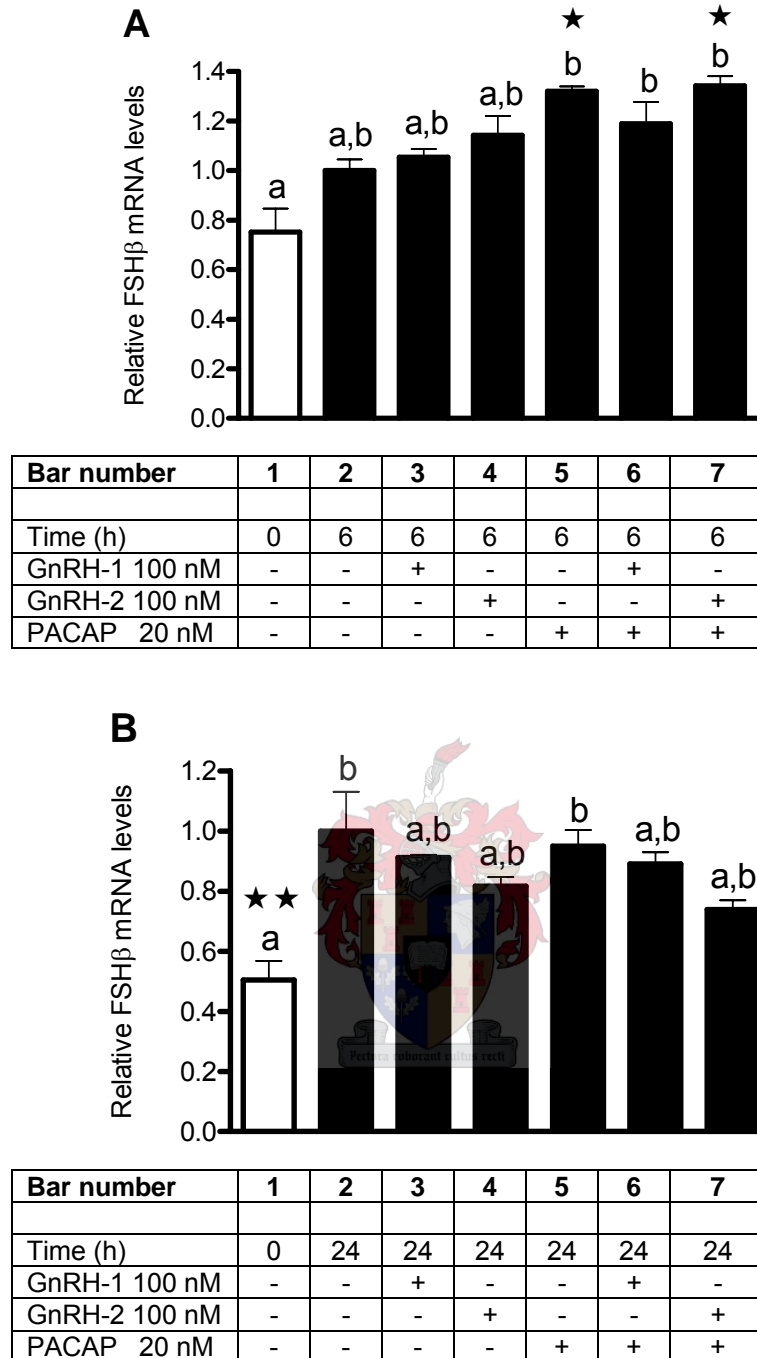 A
★ ★
b b
b
a,b
a,b a,b
a
Relative FSHβ mRNA levels
1.4
1.2
1.0
0.8
0.6
0.4
0.2
0.0
Bar number 1 2 3 4 5 6 7
Time (h) 0 6 6 6 6 6 6
GnRH-1 100 nM - - + - - + -
GnRH-2 100 nM - - - + - - +
PACAP 20 nM - - - - + + +
B
b
b
a,b a,b
a,b
a,b
★★
a
Relative FSHβ mRNA levels
1.2
1.0
0.8
0.6
0.4
0.2
0.0
Pectora roborant cultus recti
Bar number 1 2 3 4 5 6 7
Time (h) 0 24 24 24 24 24 24
GnRH-1 100 nM - - + - - + -
GnRH-2 100 nM - - - + - - +
PACAP 20 nM - - - - + + +